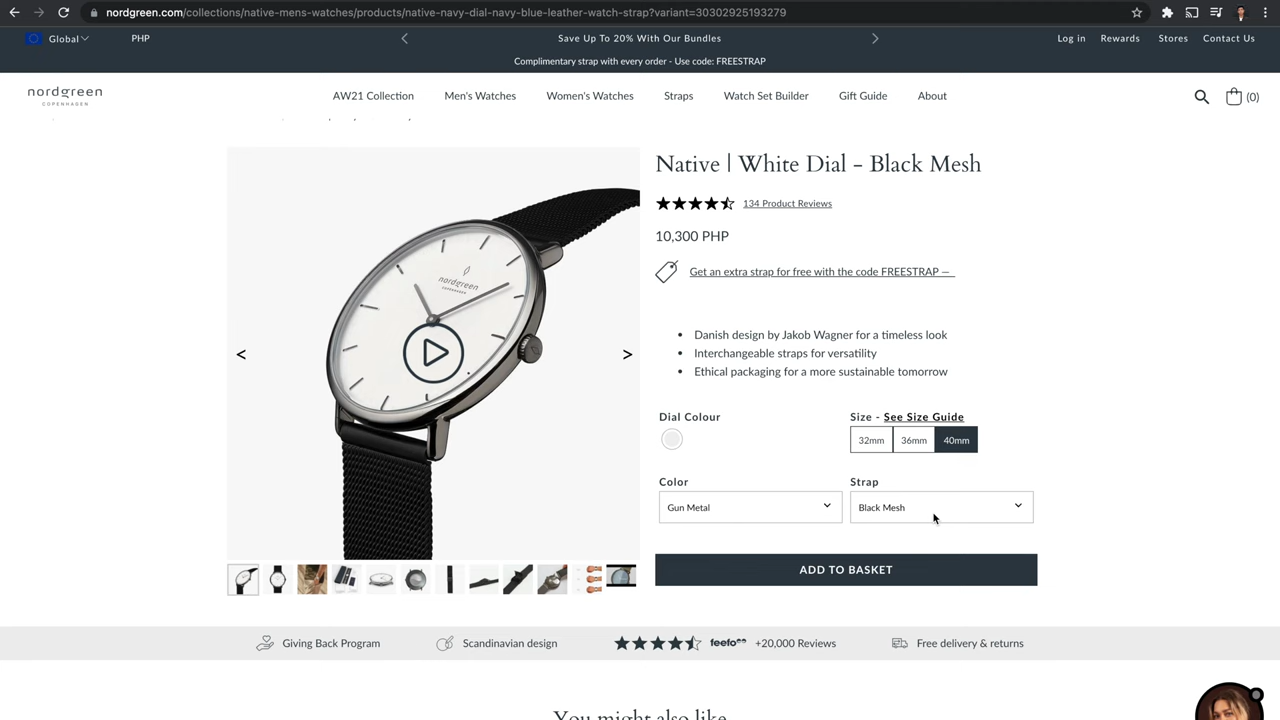 nordgreen.com/collections/native-mens-watches/products/native-navy-dial-navy-blue-leather-watch-strap?variant=30302925193279
Global PHP
Save Up To 20% With Our Bundles
Log in Rewards Stores Contact Us
Complimentary strap with every order - Use code: FREESTRAP
nordgreen
COPENHAGEN
AW21 Collection Men's Watches Women's Watches Straps Watch Set Builder Gift Guide About
(0)
Native | White Dial - Black Mesh
134 Product Reviews
10,300 PHP
Get an extra strap for free with the code FREESTRAP —
• Danish design by Jakob Wagner for a timeless look
• Interchangeable straps for versatility
• Ethical packaging for a more sustainable tomorrow
nordgreen
COPENHAGEN
< >
Dial Colour
Size - See Size Guide
32mm 36mm 40mm
Color
Strap
Gun Metal
Black Mesh
ADD TO BASKET
Giving Back Program
Scandinavian design
feefo +20,000 Reviews
Free delivery & returns
You might also like